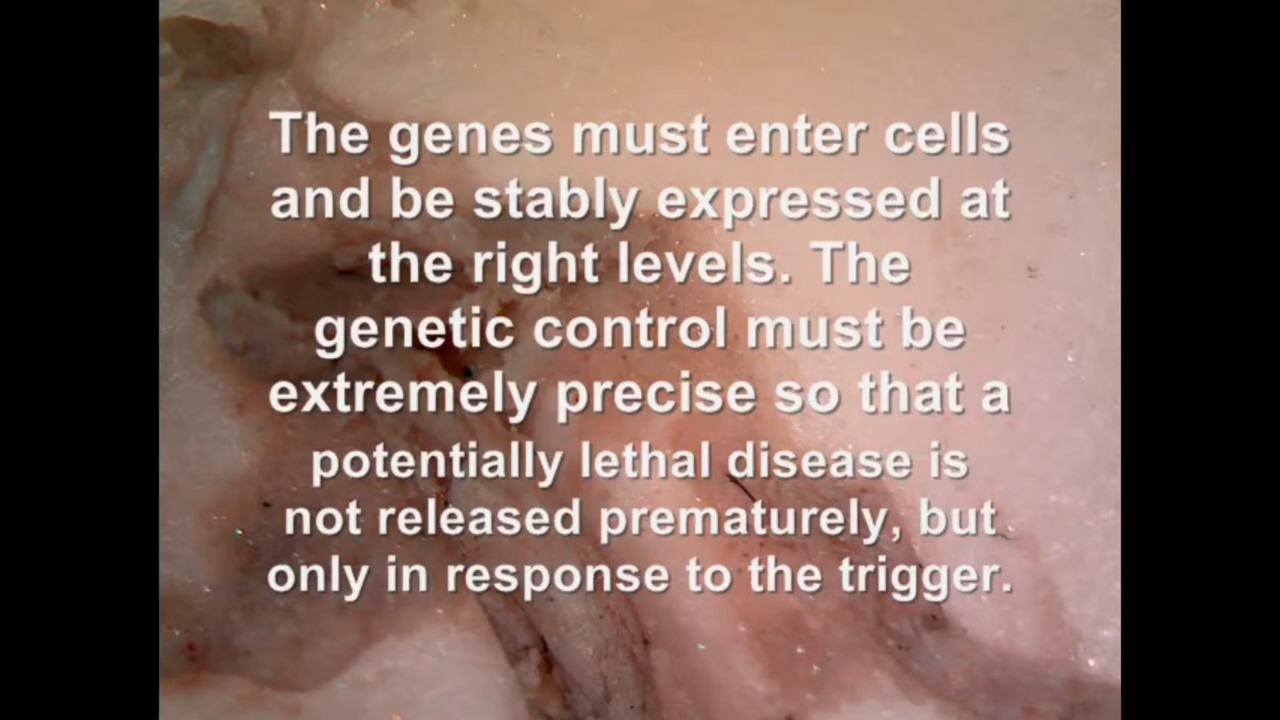 The genes must enter cells
and be stably expressed at
the right levels. The
genetic control must be
extremely precise so that a
potentially lethal disease is
not released prematurely, but
only in response to the trigger.